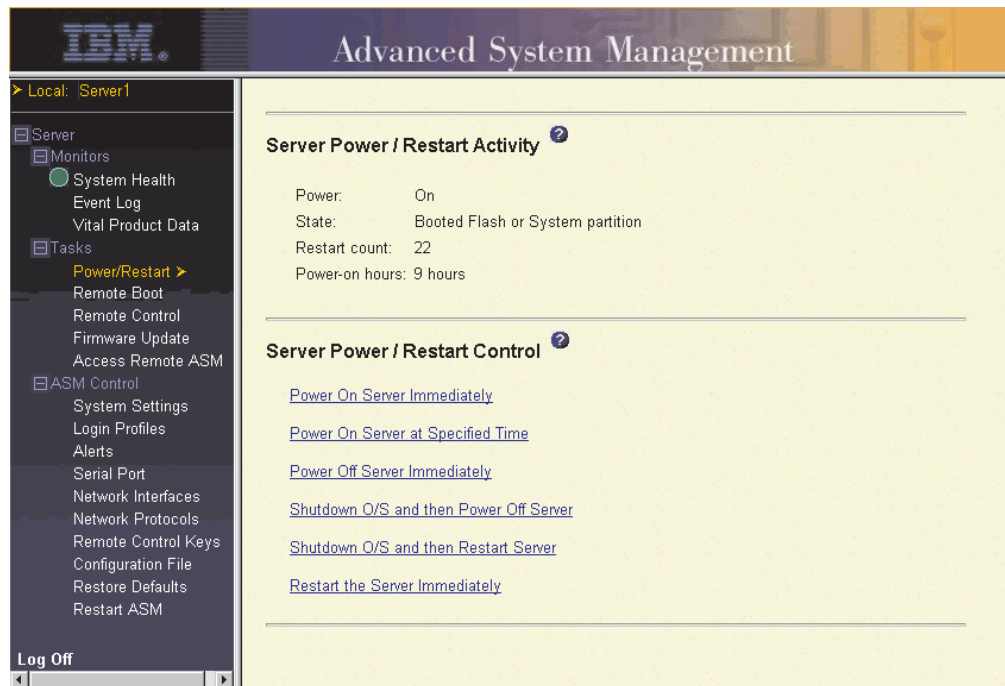 IBM.
Advanced System Management
Local: Server1
Server
Monitors
System Health
Event Log
Vital Product Data
Tasks
Power/Restart
Remote Boot
Remote Control
Firmware Update
Access Remote ASM
ASM Control
System Settings
Login Profiles
Alerts
Serial Port
Network Interfaces
Network Protocols
Remote Control Keys
Configuration File
Restore Defaults
Restart ASM
Log Off
Server Power / Restart Activity ?
Power: On
State: Booted Flash or System partition
Restart count: 22
Power-on hours: 9 hours
Server Power / Restart Control ?
Power On Server Immediately
Power On Server at Specified Time
Power Off Server Immediately
Shutdown O/S and then Power Off Server
Shutdown O/S and then Restart Server
Restart the Server Immediately